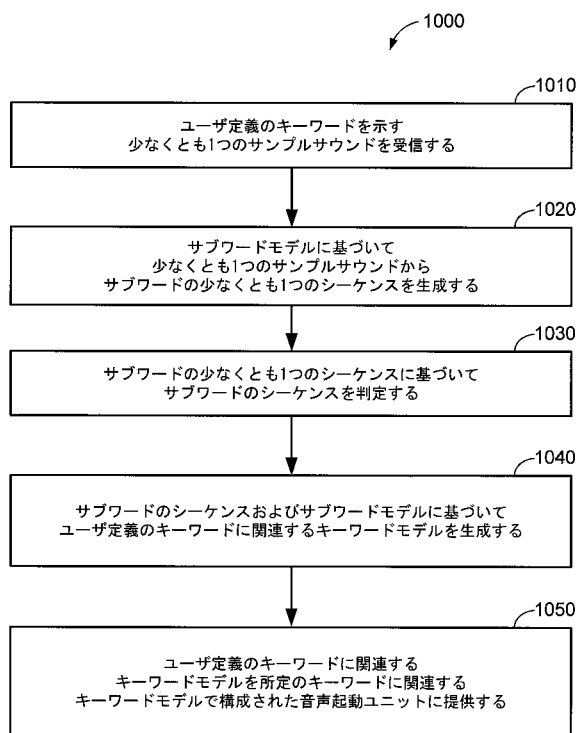 1000
1010
ユーザ定義のキーワードを示す
少なくとも1つのサンプルサウンドを受信する
1020
サブワードモデルに基づいて
少なくとも1つのサンプルサウンドから
サブワードの少なくとも1つのシーケンスを生成する
1030
サブワードの少なくとも1つのシーケンスに基づいて
サブワードのシーケンスを判定する
1040
サブワードのシーケンスおよびサブワードモデルに基づいて
ユーザ定義のキーワードに関連するキーワードモデルを生成する
1050
ユーザ定義のキーワードに関連する
キーワードモデルを所定のキーワードに関連する
キーワードモデルで構成された音声起動ユニットに提供する